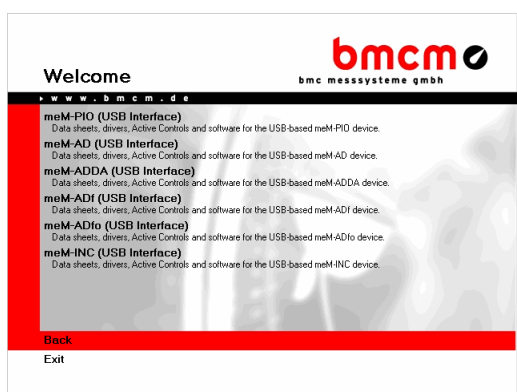 bmcm
Welcome
bmc messsysteme gmbh
www.bmcm.de
meM-PIO (USB Interface)
Data sheets, drivers, Active Controls and software for the USB-based meM-PIO device.
meM-AD (USB Interface)
Data sheets, drivers, Active Controls and software for the USB-based meM-AD device.
meM-ADDA (USB Interface)
Data sheets, drivers, Active Controls and software for the USB-based meM-ADDA device.
meM-ADf (USB Interface)
Data sheets, drivers, Active Controls and software for the USB-based meM-ADf device.
meM-ADfo (USB Interface)
Data sheets, drivers, Active Controls and software for the USB-based meM-ADfo device.
meM-INC (USB Interface)
Data sheets, drivers, Active Controls and software for the USB-based meM-INC device.
Back
Exit